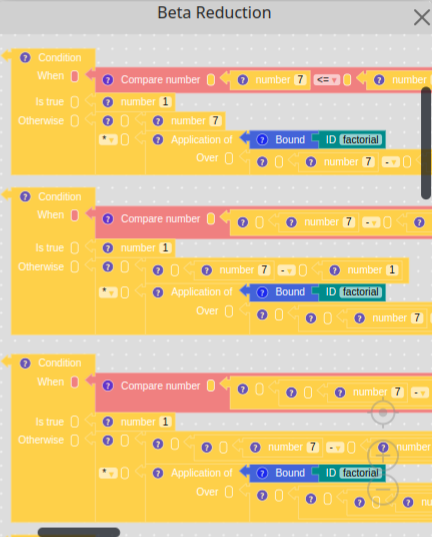 Beta Reduction
Condition
When Compare number number 7 <= number
Is true number 1
Otherwise number 7
* Application of Bound ID factorial
Over number 7 -
Condition
When Compare number number 7 -
Is true number 1
Otherwise number 7 - number 1
* Application of Bound ID factorial
Over number 7
Condition
When Compare number number 7 -
Is true number 1
Otherwise number 7 - number
* Application of Bound ID factorial
Over